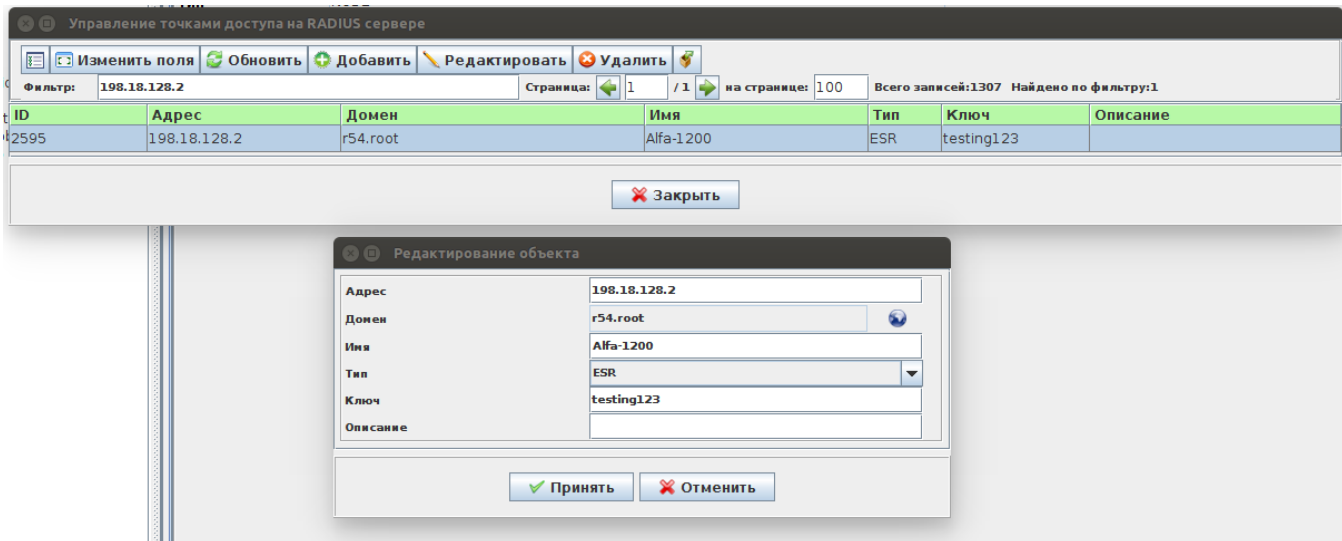 Управление точками доступа на RADIUS сервере
Изменить поля Обновить Добавить Редактировать Удалить
Фильтр: 198.18.128.2 Страница: 1 / 1 на странице: 100 Всего записей:1307 Найдено по фильтру:1
ID Адрес Домен Имя Тип Ключ Описание
2595 198.18.128.2 r54.root Alfa-1200 ESR testing123
Закрыть
Редактирование объекта
Адрес 198.18.128.2
Домен r54.root
Имя Alfa-1200
Тип ESR
Ключ testing123
Описание
Принять Отменить